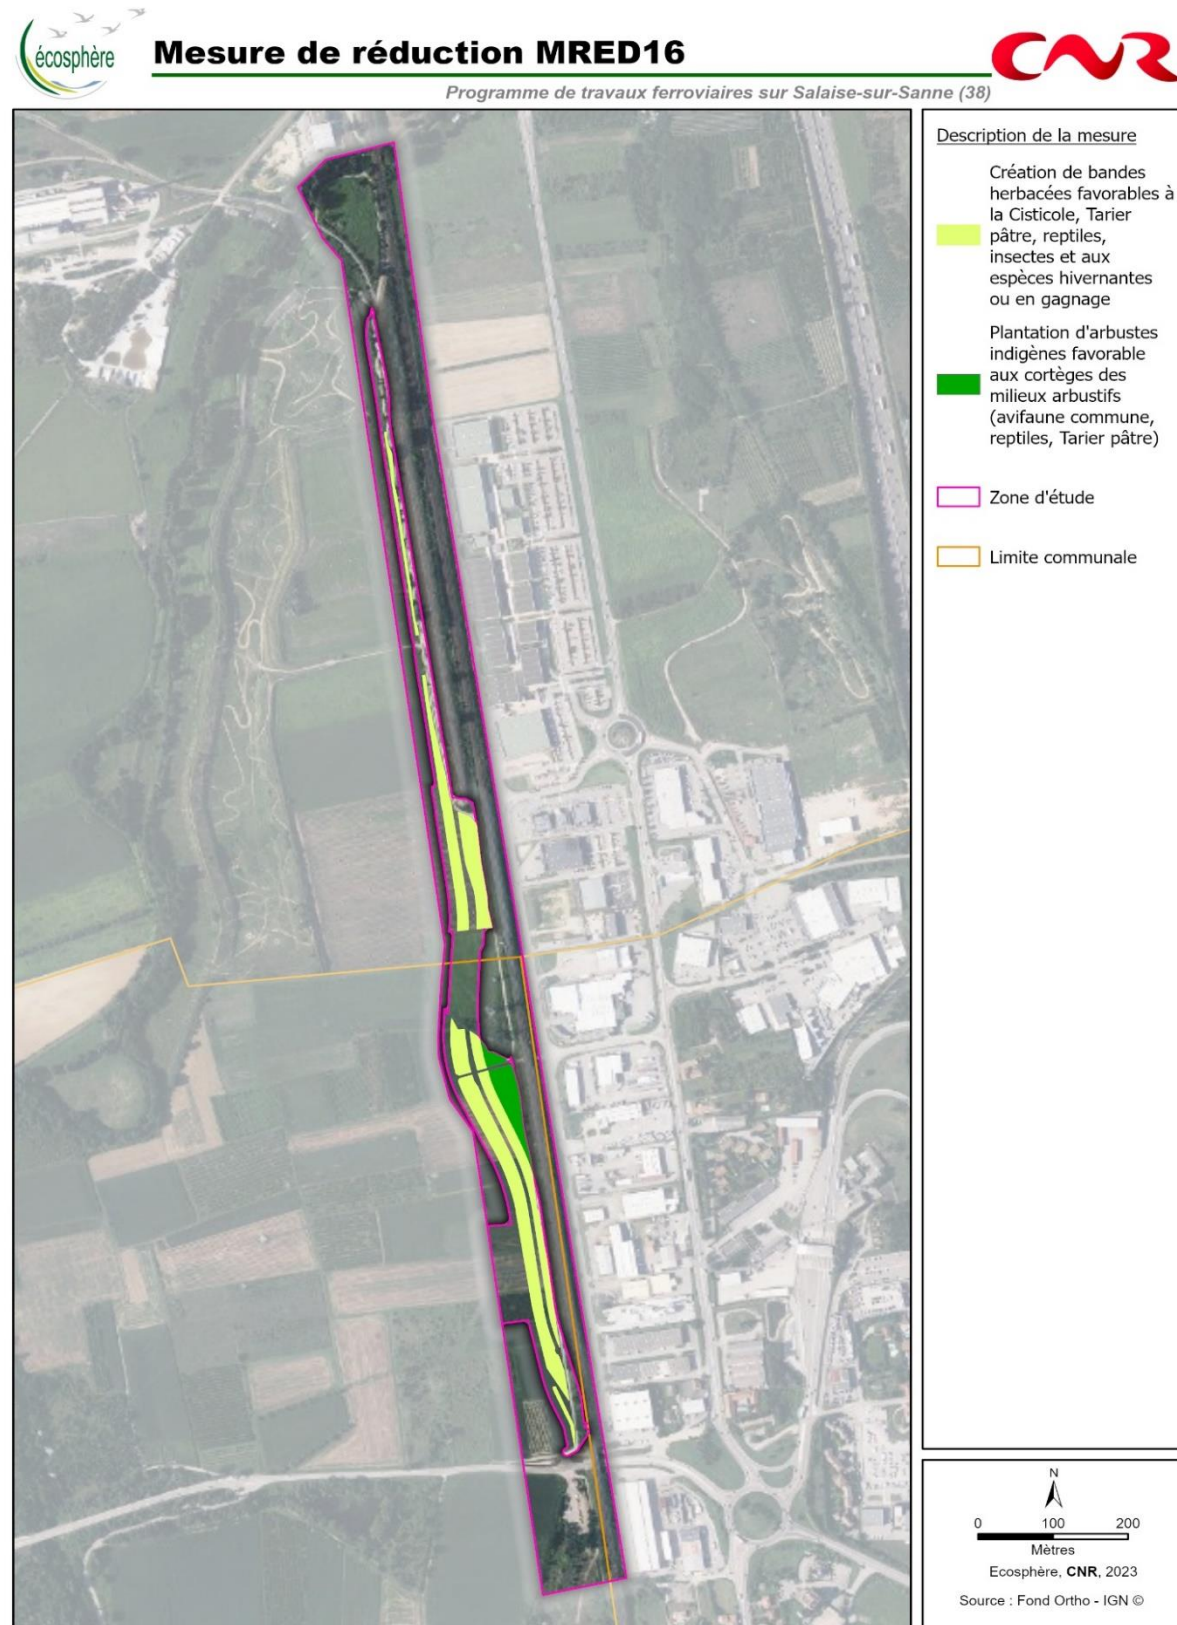 écosphère
Mesure de réduction MRED16
CNR
Programme de travaux ferroviaires sur Salaise-sur-Sanne (38)
Description de la mesure
Création de bandes
herbacées favorables à
la Cisticole, Tarier
pâtre, reptiles,
insectes et aux
espèces hivernantes
ou en gagnage
Plantation d'arbustes
indigènes favorable
aux cortèges des
milieux arbustifs
(avifaune commune,
reptiles, Tarier pâtre)
Zone d'étude
Limite communale
N
0 100 200
Mètres
Ecosphère, CNR, 2023
Source : Fond Ortho - IGN ©